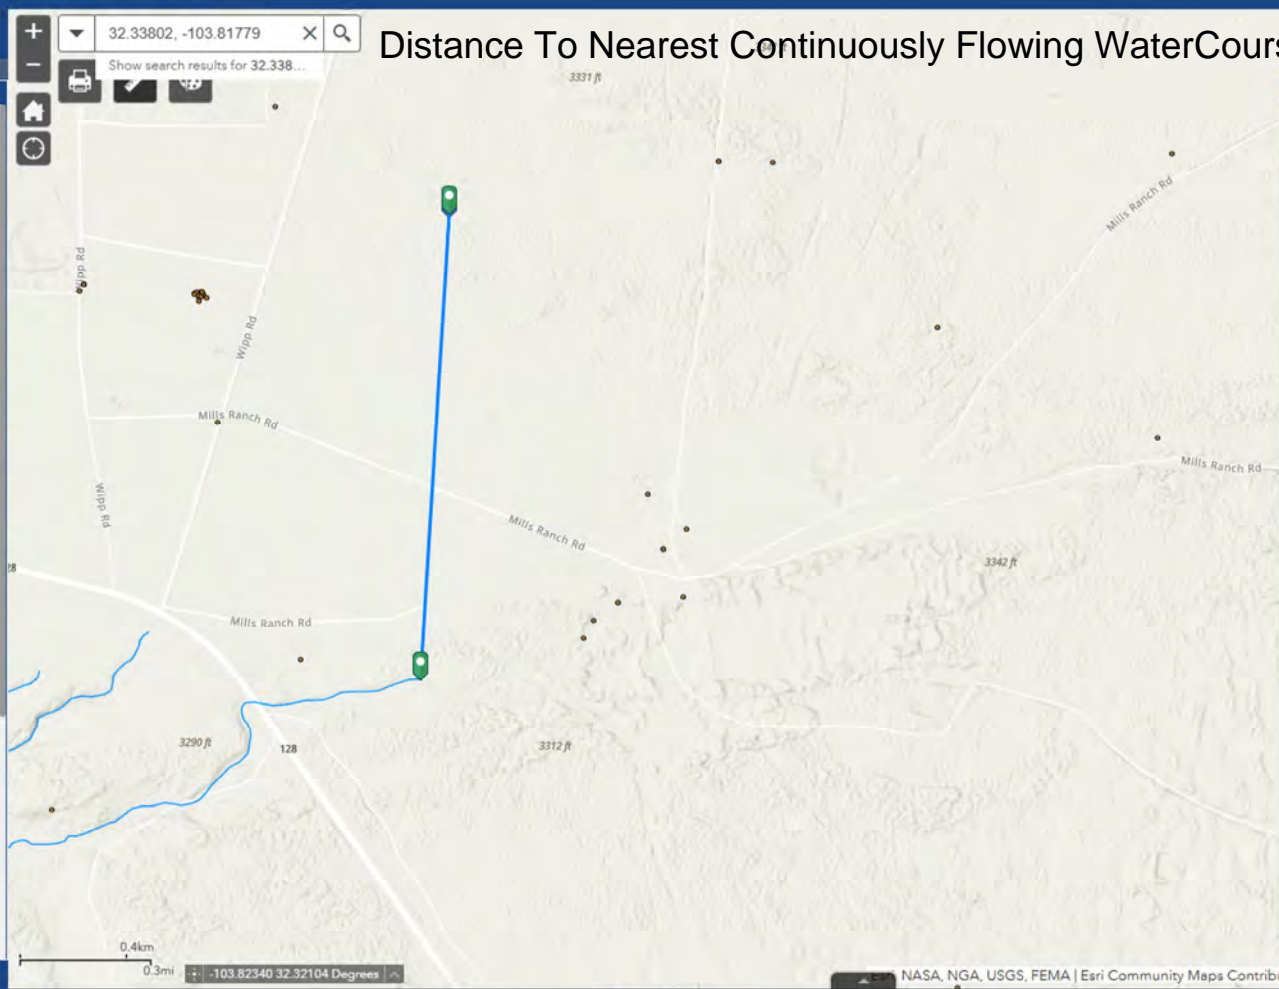 32.33802, -103.81779
Distance To Nearest Continuously Flowing WaterCours
Show search results for 32.338...
3331 ft
Mills Ranch Rd
Wipp Rd
Wipp Rd
Mills Ranch Rd
Mills Ranch Rd
Wipp Rd
Mills Ranch Rd
3342 ft
28
Mills Ranch Rd
3290 ft
128
3312 ft
0.4km
0.3mi
-103.82340 32.32104 Degrees
Esri, NASA, NGA, USGS, FEMA | Esri Community Maps Contribu